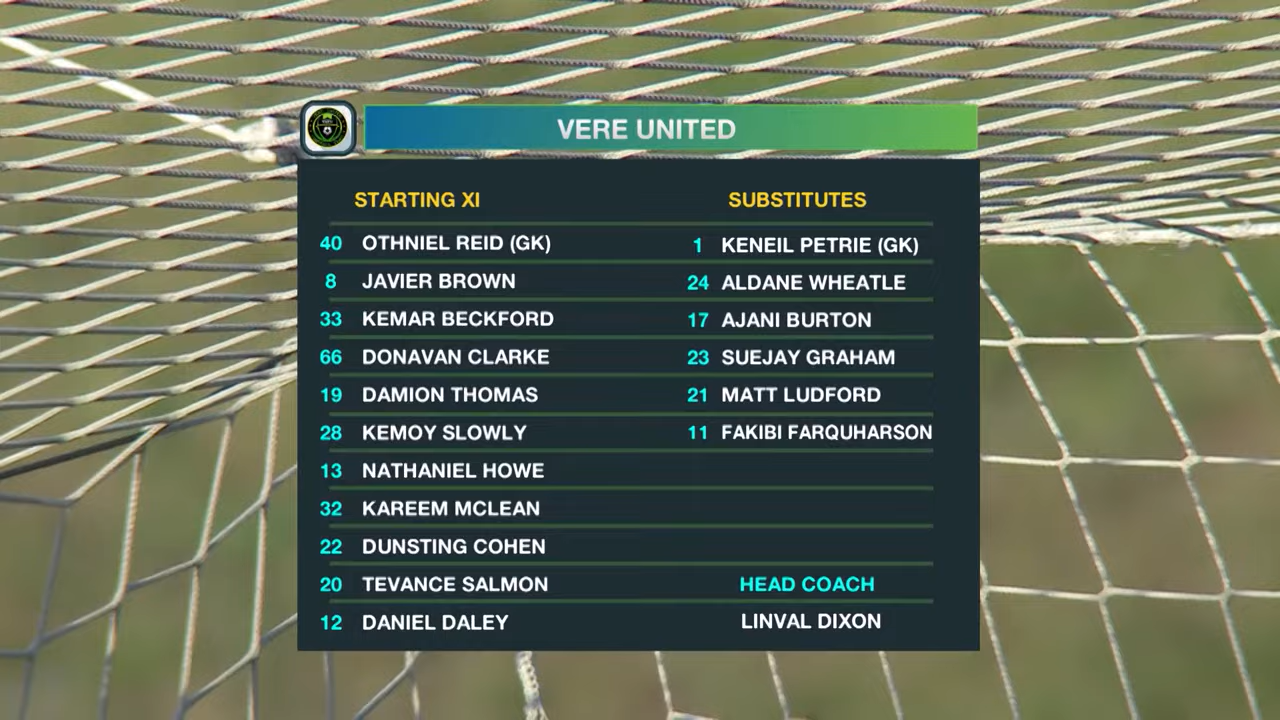 VERE UNITED
STARTING XI
40 OTHNIEL REID (GK)
8 JAVIER BROWN
33 KEMAR BECKFORD
66 DONAVAN CLARKE
19 DAMION THOMAS
28 KEMOY SLOWLY
13 NATHANIEL HOWE
32 KAREEM MCLEAN
22 DUNSTING COHEN
20 TEVANCE SALMON
12 DANIEL DALEY
SUBSTITUTES
1 KENEIL PETRIE (GK)
24 ALDANE WHEATLE
17 AJANI BURTON
23 SUEJAY GRAHAM
21 MATT LUDFORD
11 FAKIBI FARQUHARSON
HEAD COACH
LINVAL DIXON